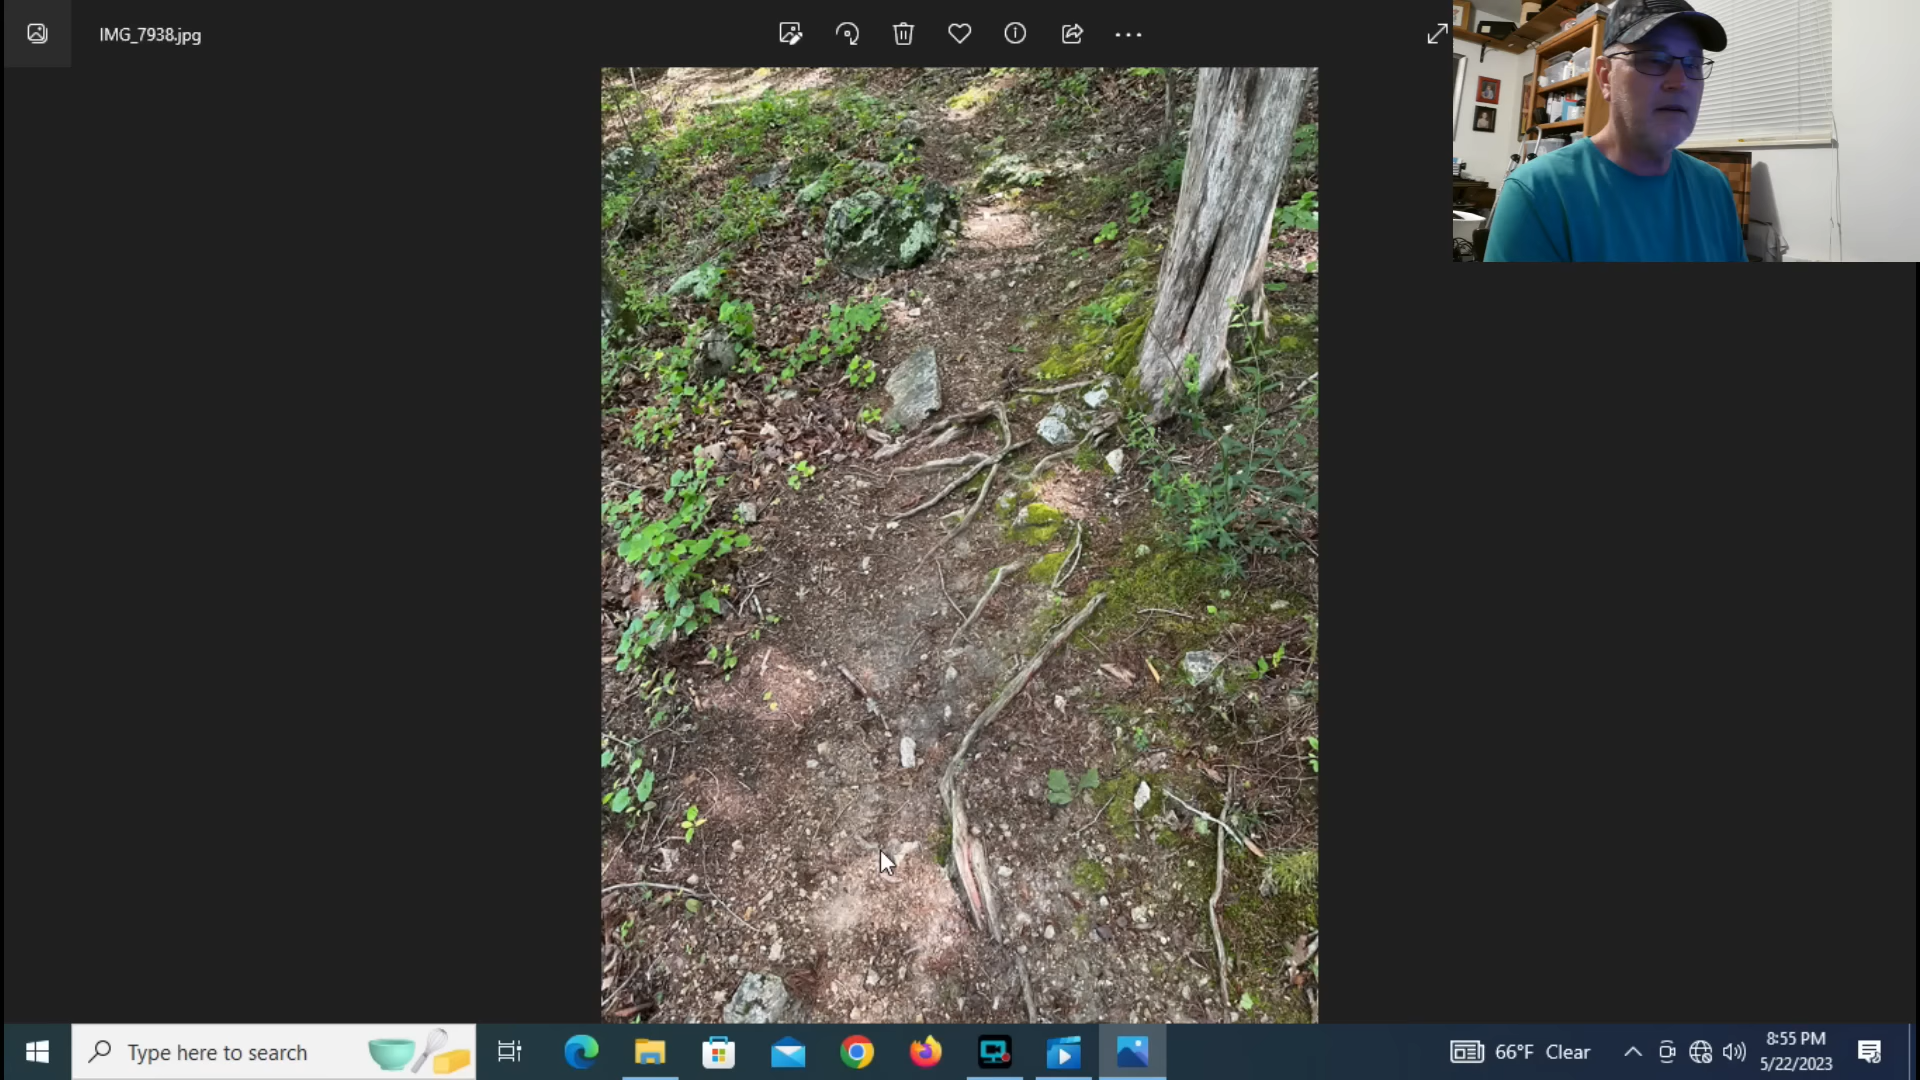 IMG_7938.jpg
Type here to search
66°F Clear
8:55 PM
5/22/2023